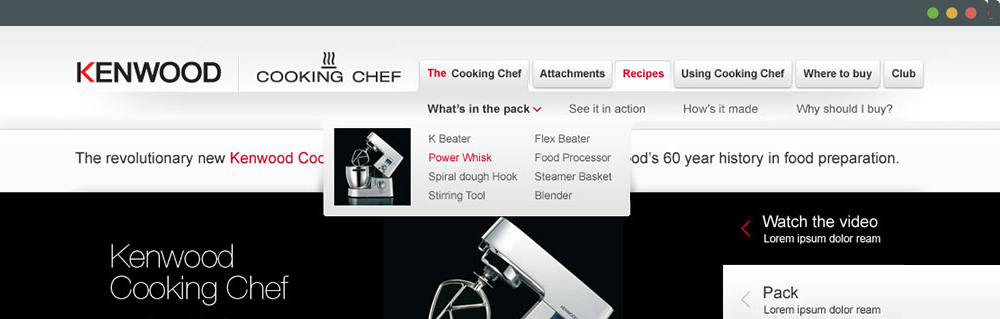 KENWOOD
COOKING CHEF
The Cooking Chef
Attachments
Recipes
Using Cooking Chef
Where to buy
Club
What's in the pack
See it in action
How's it made
Why should I buy?
K Beater
Flex Beater
Power Whisk
Food Processor
Spiral dough Hook
Steamer Basket
Stirring Tool
Blender
The revolutionary new Kenwood 
's 60 year history in food preparation.
Kenwood
Cooking Chef
Watch the video
Lorem ipsum dolor ream
Pack
Lorem ipsum dolor ream